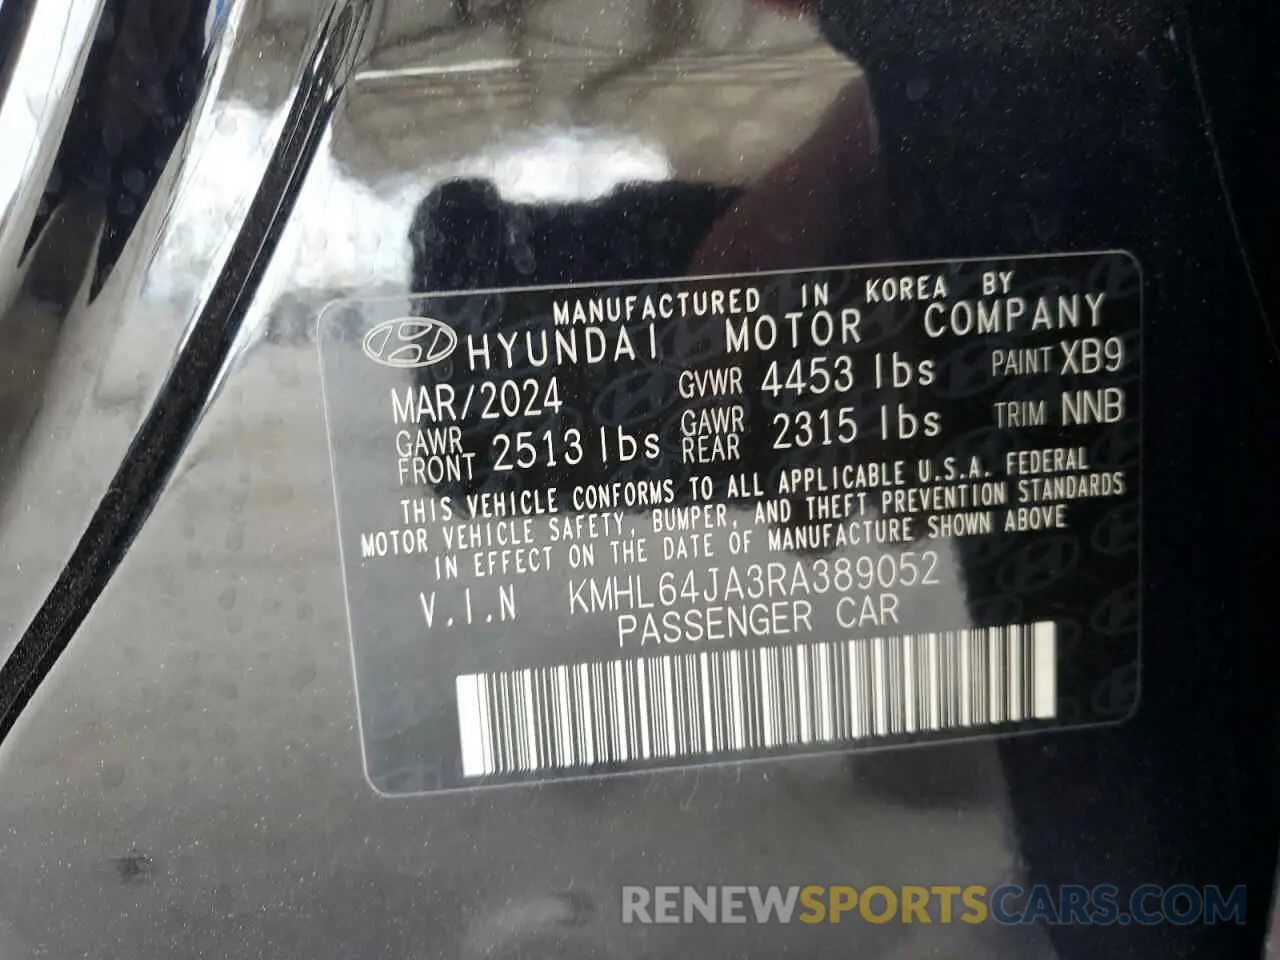 MANUFACTURED IN KOREA BY
HYUNDAI MOTOR COMPANY
MAR/2024 GVWR 4453 lbs PAINT XB9
GAWR FRONT 2513 lbs GAWR REAR 2315 lbs TRIM NNB
THIS VEHICLE CONFORMS TO ALL APPLICABLE U.S.A. FEDERAL
MOTOR VEHICLE SAFETY, BUMPER, AND THEFT PREVENTION STANDARDS
IN EFFECT ON THE DATE OF MANUFACTURE SHOWN ABOVE
V.I.N KMHL64JA3RA389052
PASSENGER CAR
RENEWSPORTSCARS.COM